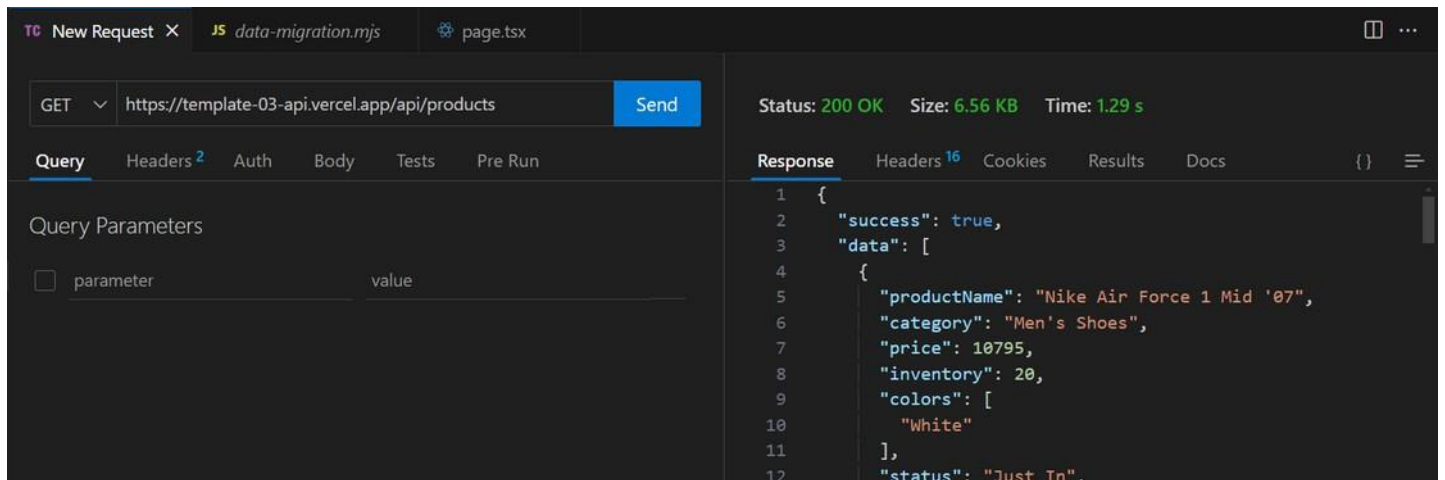 TC New Request × JS data-migration.mjs page.tsx
GET https://template-03-api.vercel.app/api/products Send
Query Headers 2 Auth Body Tests Pre Run
Query Parameters
parameter value
Status: 200 OK Size: 6.56 KB Time: 1.29 s
Response Headers 16 Cookies Results Docs {}
1 {
2 "success": true,
3 "data": [
4 {
5 "productName": "Nike Air Force 1 Mid '07",
6 "category": "Men's Shoes",
7 "price": 10795,
8 "inventory": 20,
9 "colors": [
10 "White"
11 ],
12 "status": "Just In",